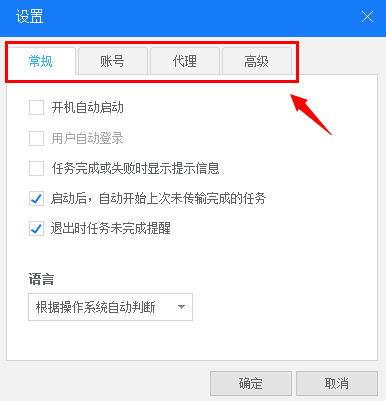 设置
常规 账号 代理 高级
开机自动启动
用户自动登录
任务完成或失败时显示提示信息
启动后，自动开始上次未传输完成的任务
退出时任务未完成提醒
语言
根据操作系统自动判断
确定 取消